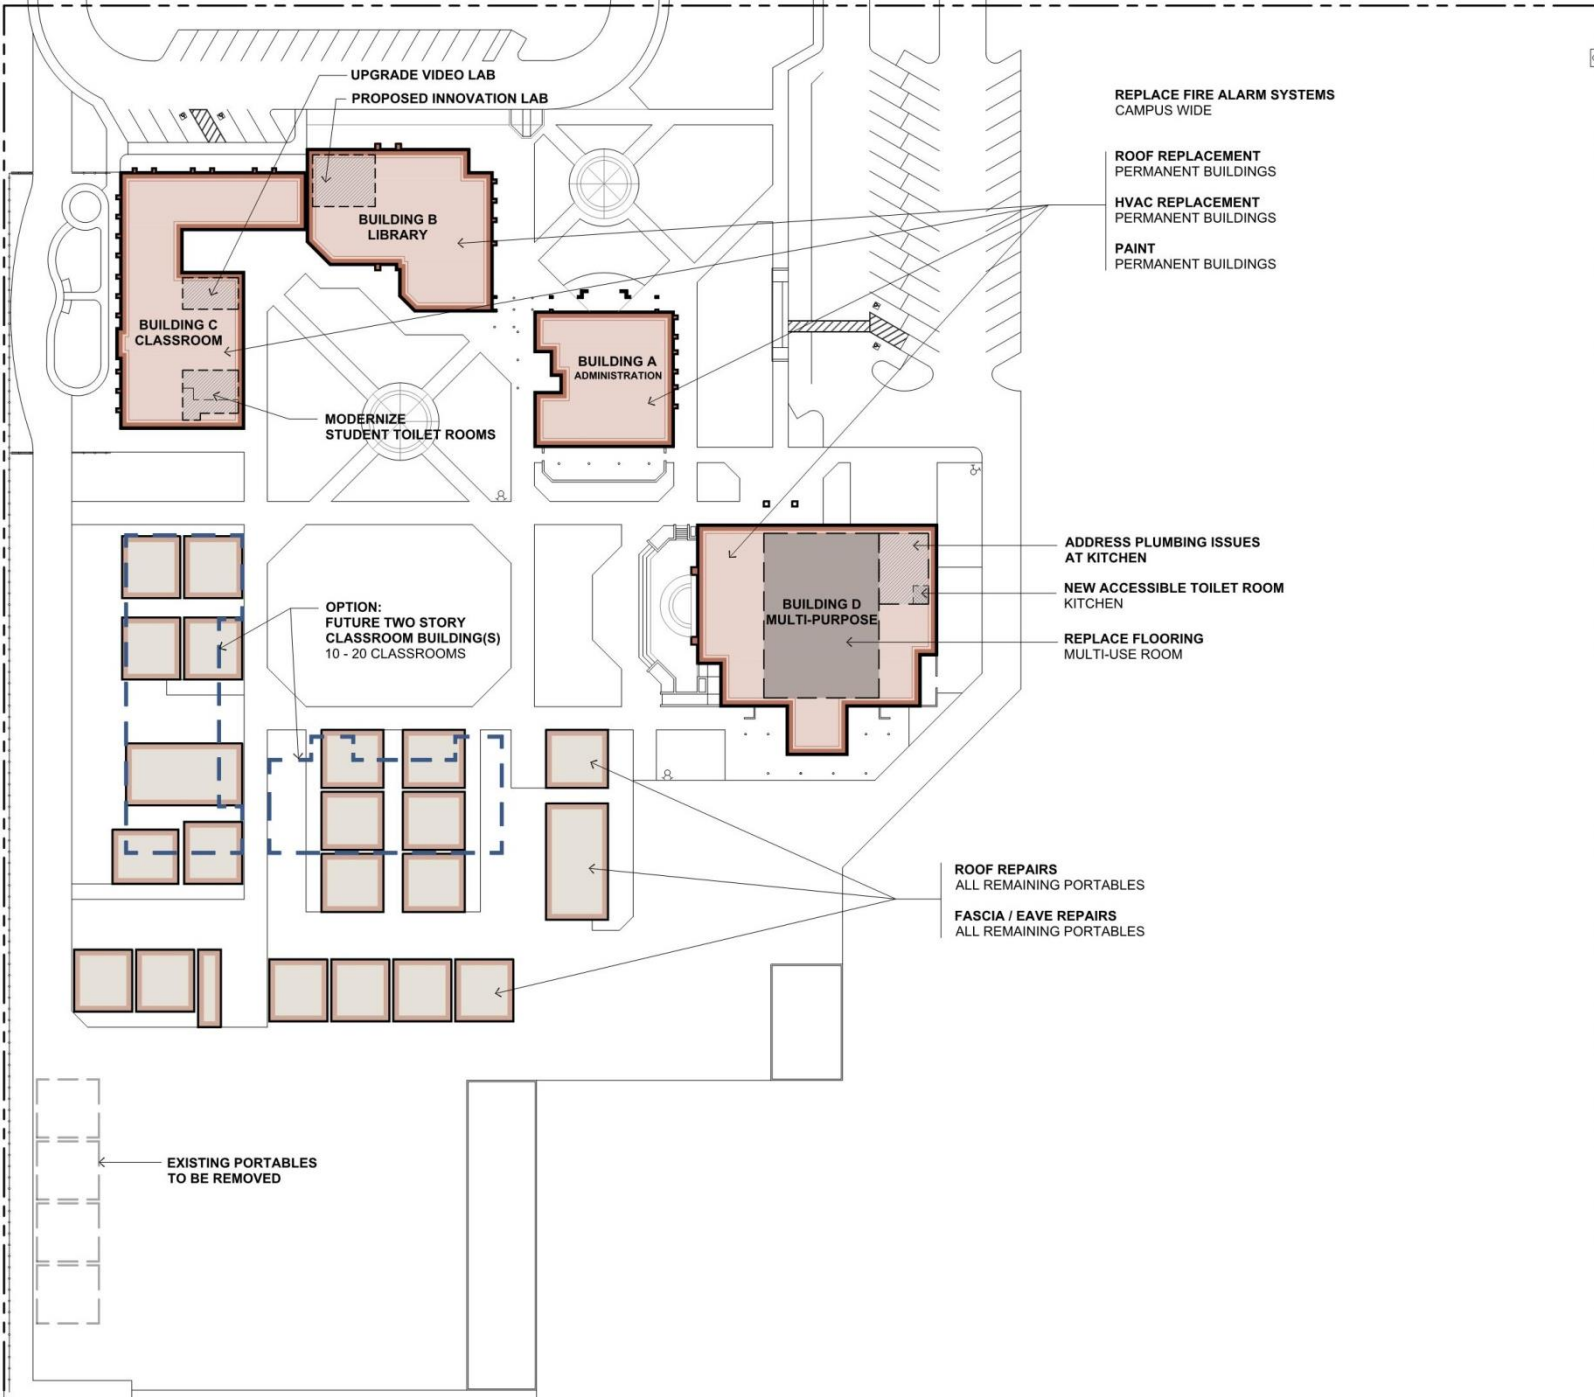 UPGRADE VIDEO LAB
PROPOSED INNOVATION LAB
REPLACE FIRE ALARM SYSTEMS
CAMPUS WIDE
ROOF REPLACEMENT
PERMANENT BUILDINGS
HVAC REPLACEMENT
PERMANENT BUILDINGS
PAINT
PERMANENT BUILDINGS
BUILDING B
LIBRARY
BUILDING C
CLASSROOM
BUILDING A
ADMINISTRATION
MODERNIZE
STUDENT TOILET ROOMS
ADDRESS PLUMBING ISSUES
AT KITCHEN
NEW ACCESSIBLE TOILET ROOM
KITCHEN
REPLACE FLOORING
MULTI-USE ROOM
BUILDING D
MULTI-PURPOSE
OPTION:
FUTURE TWO STORY
CLASSROOM BUILDING(S)
10 - 20 CLASSROOMS
ROOF REPAIRS
ALL REMAINING PORTABLES
FASCIA / EAVE REPAIRS
ALL REMAINING PORTABLES
EXISTING PORTABLES
TO BE REMOVED